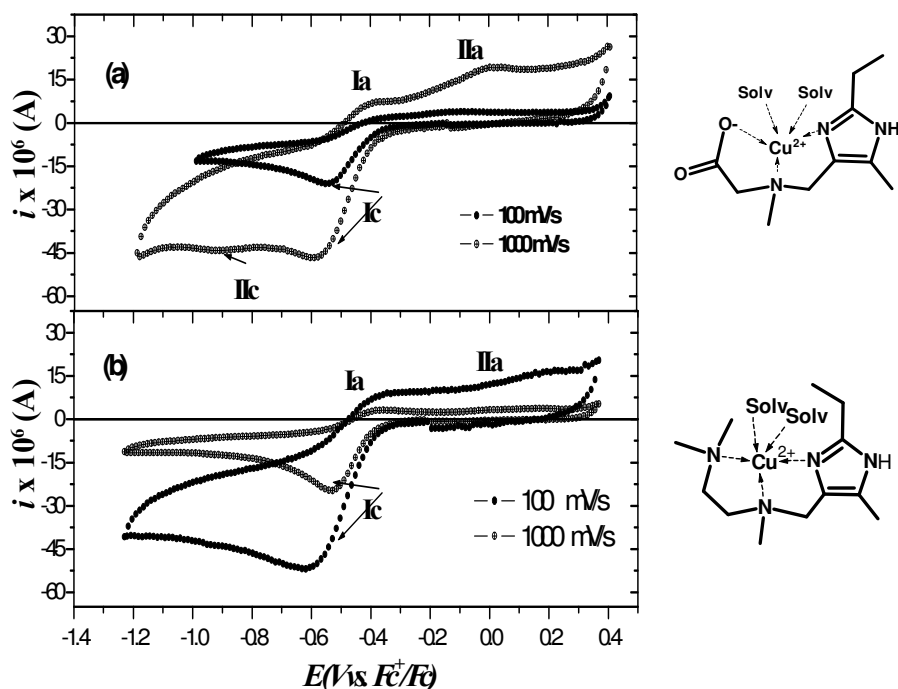 30
15
0
-15
-30
-45
-60
i x 10⁶ (A)
(a)
Ia
IIa
Ic
IIc
100mV/s
1000mV/s
Solv
Solv
O-
O
Cu²⁺
N
N
NH
30
15
0
-15
-30
-45
-60
i x 10⁶ (A)
(b)
Ia
IIa
Ic
100 mV/s
1000 mV/s
Solv
Solv
N
Cu²⁺
N
NH
N
-1.4 -1.2 -1.0 -0.8 -0.6 -0.4 -0.2 0.0 0.2 0.4
E(V vs. Fc⁺/Fc)